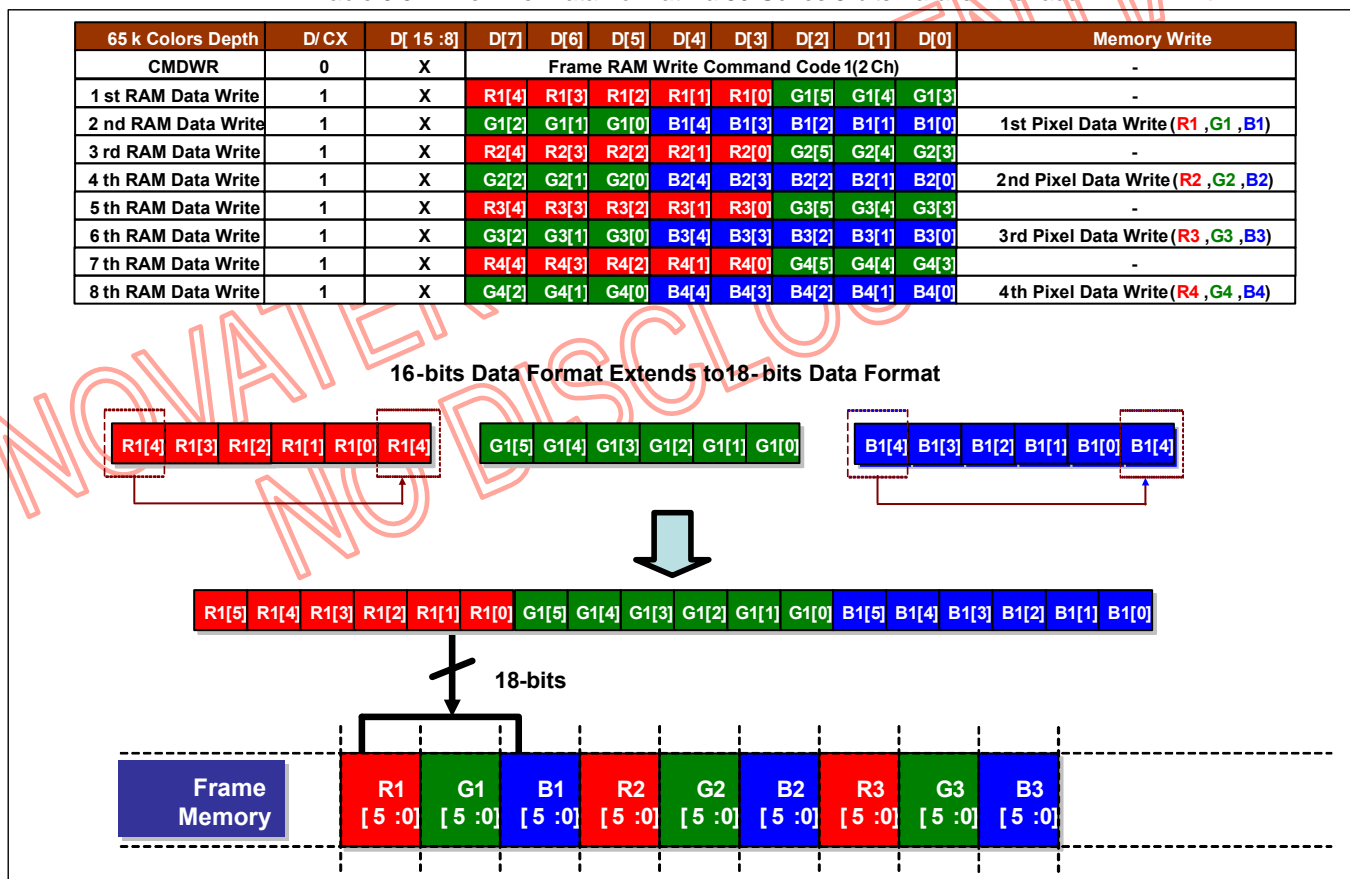 65 k Colors Depth D/ CX D[ 15 :8] D[7] D[6] D[5] D[4] D[3] D[2] D[1] D[0] Memory Write
CMDWR 0 X Frame RAM Write Command Code 1(2 Ch) -
1 st RAM Data Write 1 X R1[4] R1[3] R1[2] R1[1] R1[0] G1[5] G1[4] G1[3] -
2 nd RAM Data Write 1 X G1[2] G1[1] G1[0] B1[4] B1[3] B1[2] B1[1] B1[0] 1st Pixel Data Write (R1 ,G1 ,B1)
3 rd RAM Data Write 1 X R2[4] R2[3] R2[2] R2[1] R2[0] G2[5] G2[4] G2[3] -
4 th RAM Data Write 1 X G2[2] G2[1] G2[0] B2[4] B2[3] B2[2] B2[1] B2[0] 2nd Pixel Data Write (R2 ,G2 ,B2)
5 th RAM Data Write 1 X R3[4] R3[3] R3[2] R3[1] R3[0] G3[5] G3[4] G3[3] -
6 th RAM Data Write 1 X G3[2] G3[1] G3[0] B3[4] B3[3] B3[2] B3[1] B3[0] 3rd Pixel Data Write (R3 ,G3 ,B3)
7 th RAM Data Write 1 X R4[4] R4[3] R4[2] R4[1] R4[0] G4[5] G4[4] G4[3] -
8 th RAM Data Write 1 X G4[2] G4[1] G4[0] B4[4] B4[3] B4[2] B4[1] B4[0] 4th Pixel Data Write (R4 ,G4 ,B4)
16-bits Data Format Extends to18- bits Data Format
R1[4] R1[3] R1[2] R1[1] R1[0] R1[4] G1[5] G1[4] G1[3] G1[2] G1[1] G1[0] B1[4] B1[3] B1[2] B1[1] B1[0] B1[4]
R1[5] R1[4] R1[3] R1[2] R1[1] R1[0] G1[5] G1[4] G1[3] G1[2] G1[1] G1[0] B1[5] B1[4] B1[3] B1[2] B1[1] B1[0]
18-bits
Frame R1 G1 B1 R2 G2 B2 R3 G3 B3
Memory [ 5 :0] [ 5 :0] [ 5 :0] [ 5 :0] [ 5 :0] [ 5 :0] [ 5 :0] [ 5 :0] [ 5 :0]
NO